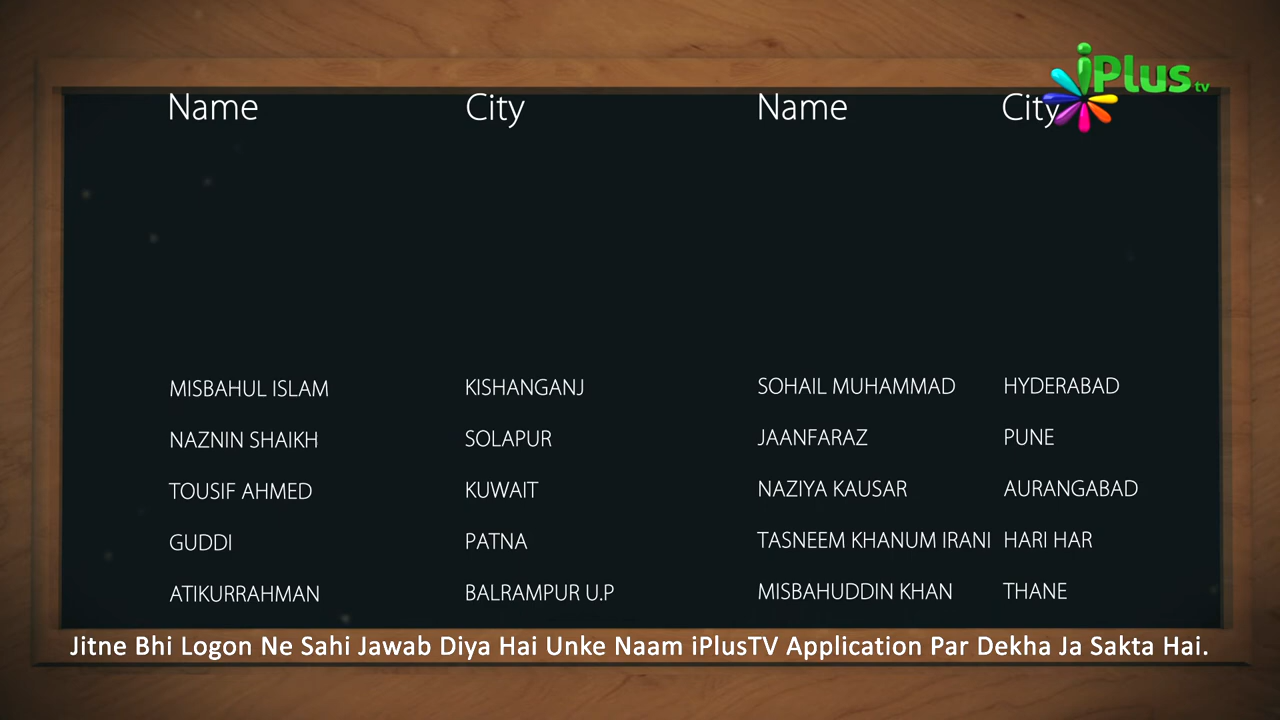 iPlus tv
Name City Name City
MISBAHUL ISLAM KISHANGANJ SOHAIL MUHAMMAD HYDERABAD
NAZNIN SHAIKH SOLAPUR JAANFARAZ PUNE
TOUSIF AHMED KUWAIT NAZIYA KAUSAR AURANGABAD
GUDDI PATNA TASNEEM KHANUM IRANI HARI HAR
ATIKURRAHMAN BALRAMPUR U.P MISBAHUDDIN KHAN THANE
Jitne Bhi Logon Ne Sahi Jawab Diya Hai Unke Naam iPlusTV Application Par Dekha Ja Sakta Hai.